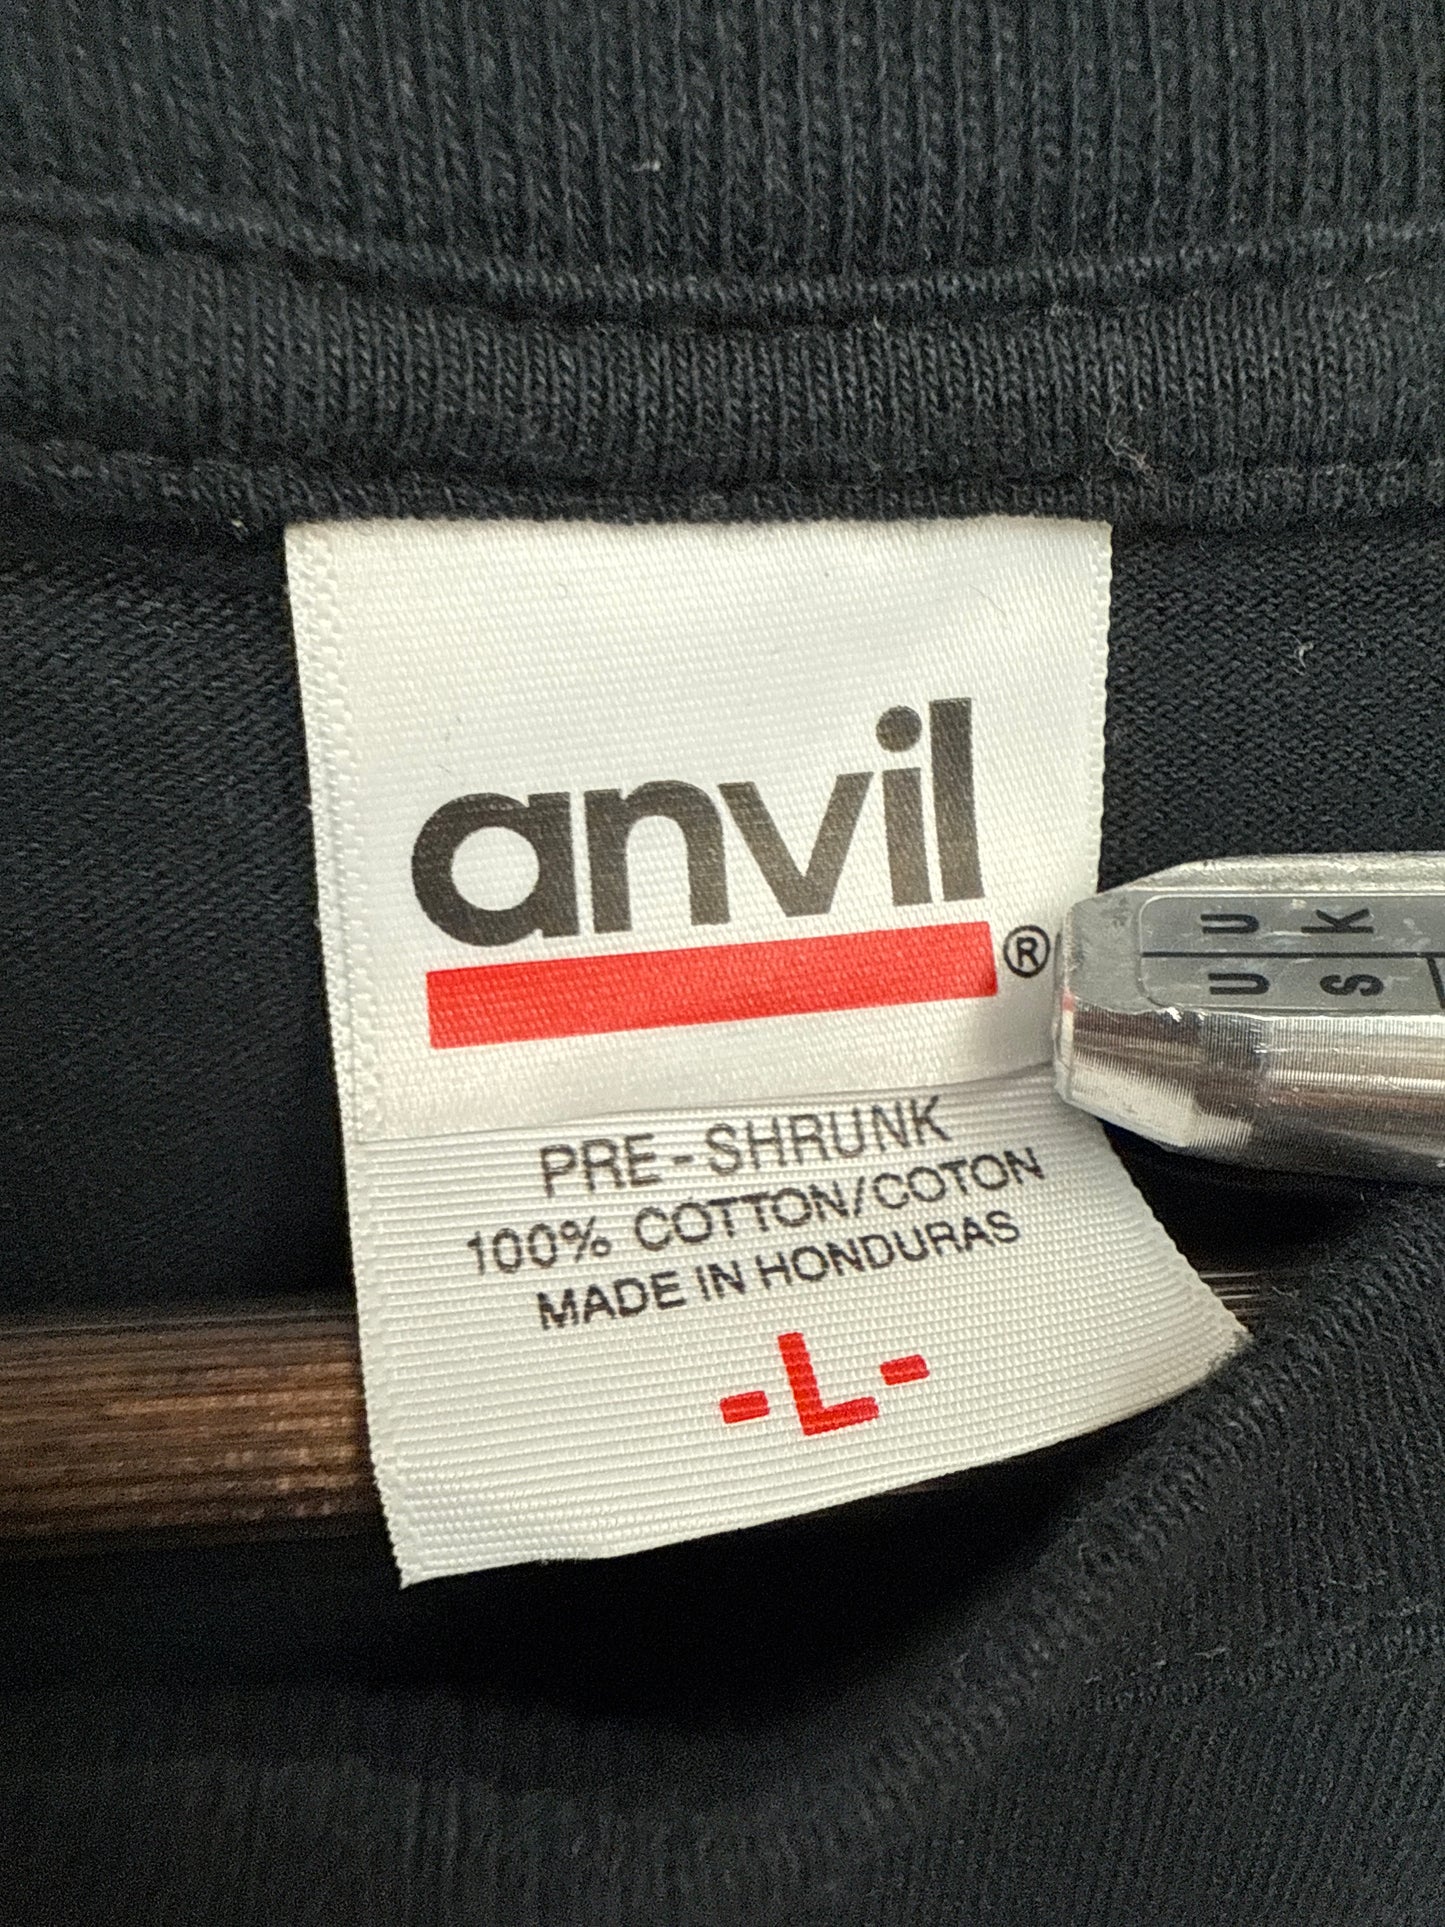 anvil
®
PRE-SHRUNK
100% COTTON/COTON
MADE IN HONDURAS
-L-
U U
S K